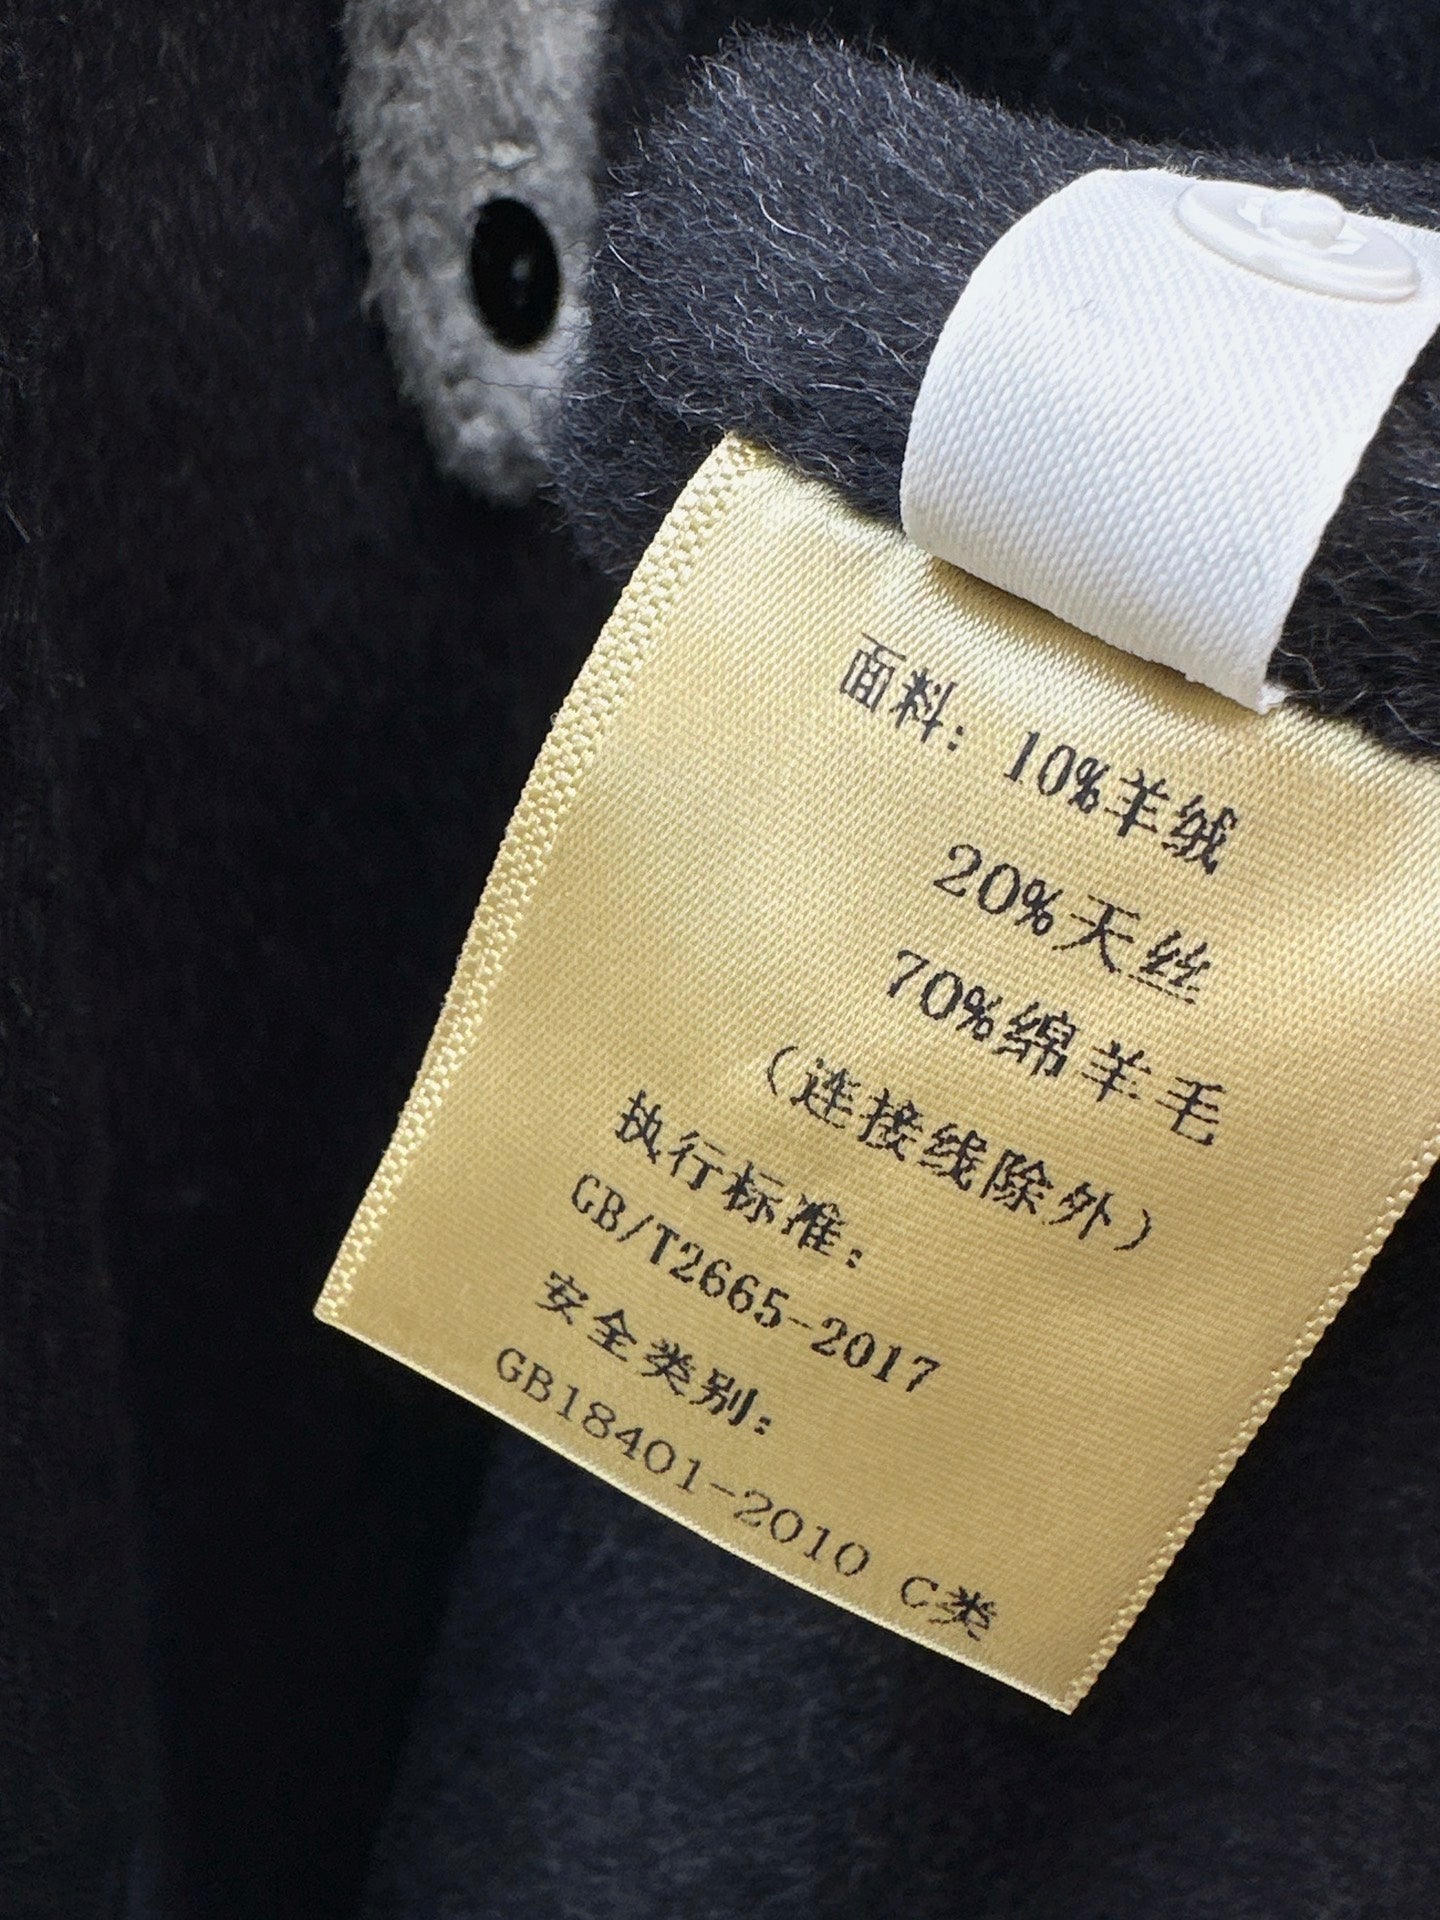 面料: 10%羊绒
20%天丝
70%绵羊毛
(连接线除外)
执行标准:
GB/T2665-2017
安全类别:
GB18401-2010 C类